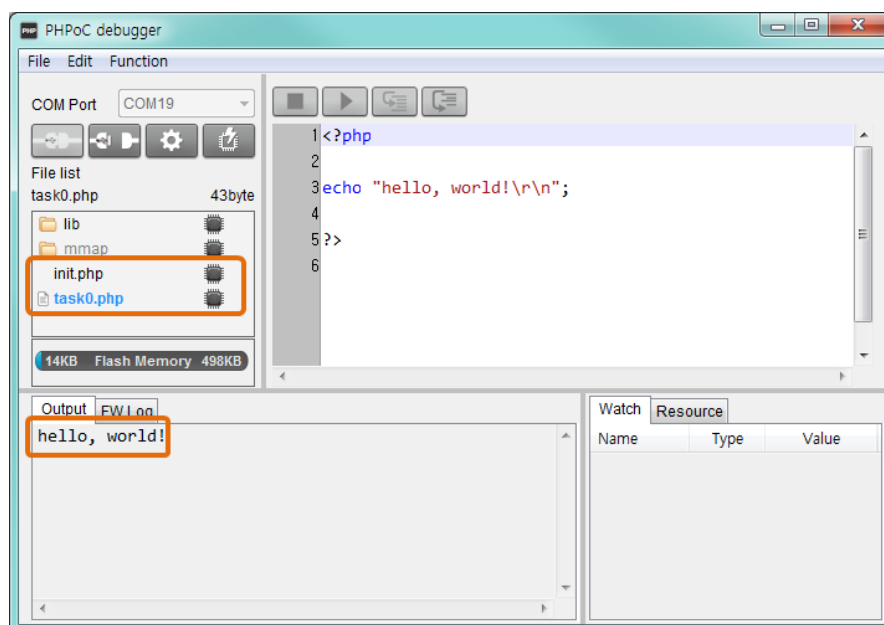 PHP PHPoC debugger
File Edit Function
COM Port COM19
File list
task0.php 43byte
lib
mmap
init.php
task0.php
14KB Flash Memory 498KB
1 <?php
2
3 echo "hello, world!\r\n";
4
5 ?>
6
Output FW Log
hello, world!
Watch Resource
Name Type Value